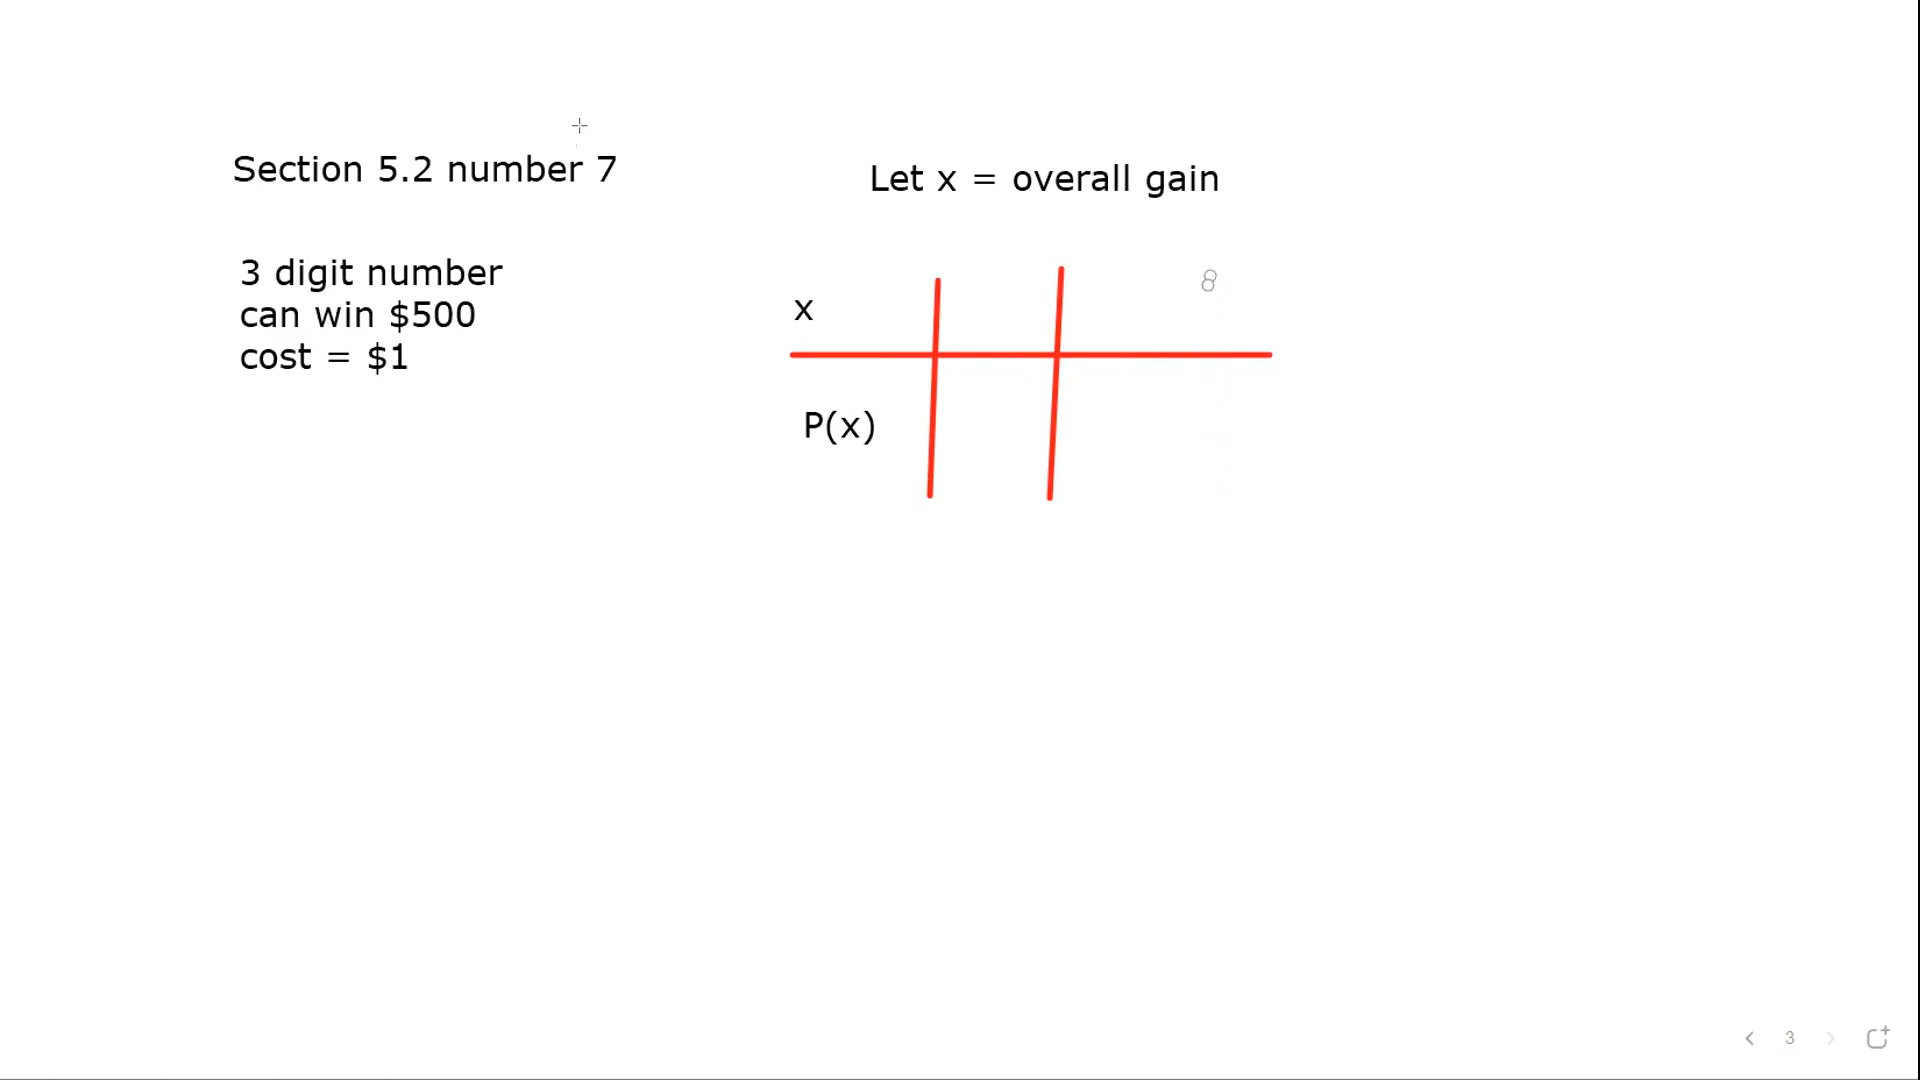 Section 5.2 number 7
3 digit number
can win $500
cost = $1
Let x = overall gain
x
8
P(x)
3